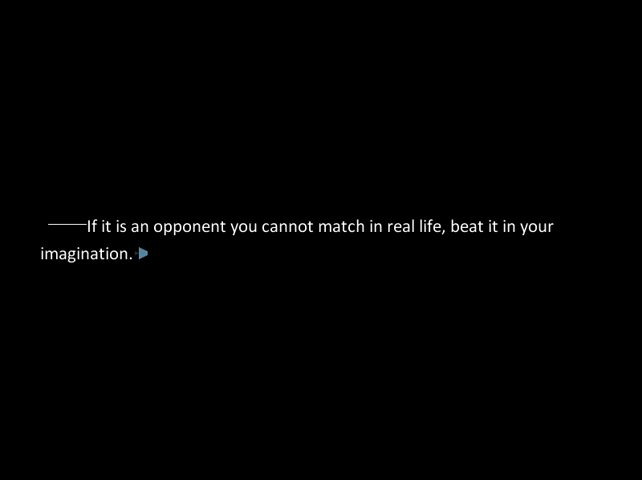 ――If it is an opponent you cannot match in real life, beat it in your
imagination.